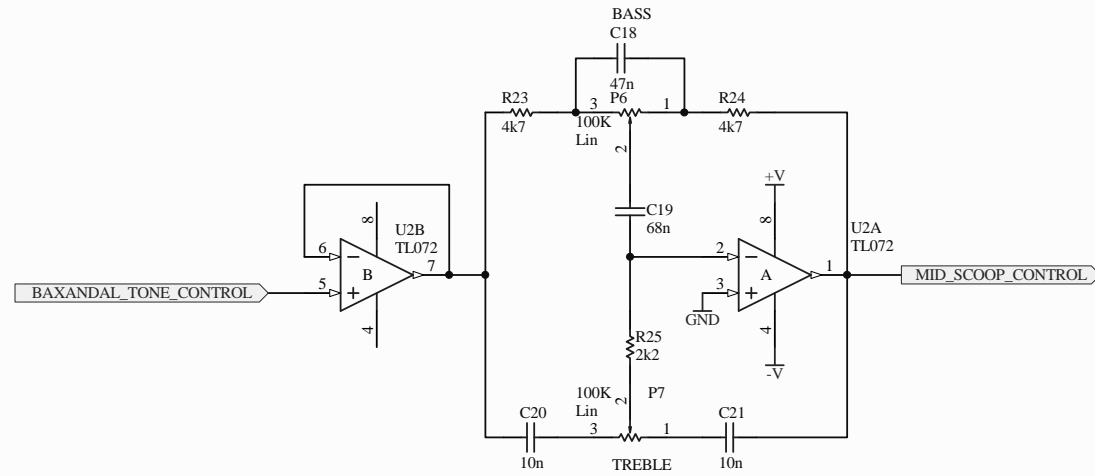 BASS
C18
47n
R23
4k7
3
P6
1
100K
Lin
2
R24
4k7
C19
68n
+V
8
U2A
TL072
2
A
1
3
GND
4
-V
MID_SCOOP_CONTROL
8
U2B
TL072
6
B
7
5
4
BAXANDAL_TONE_CONTROL
R25
2k2
100K
Lin
2
P7
C20
10n
3
1
C21
10n
TREBLE